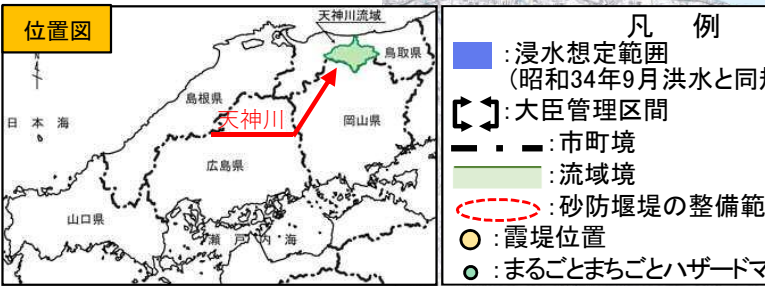 位置図
天神川流域
鳥取県
島根県
日本海
天神川
岡山県
広島県
山口県
瀬戸内海
凡 例
:浸水想定範囲
(昭和34年9月洪水と同
:大臣管理区間
:市町境
:流域境
:砂防堰堤の整備範
:霞堤位置
:まるごとまちごとハザードマ